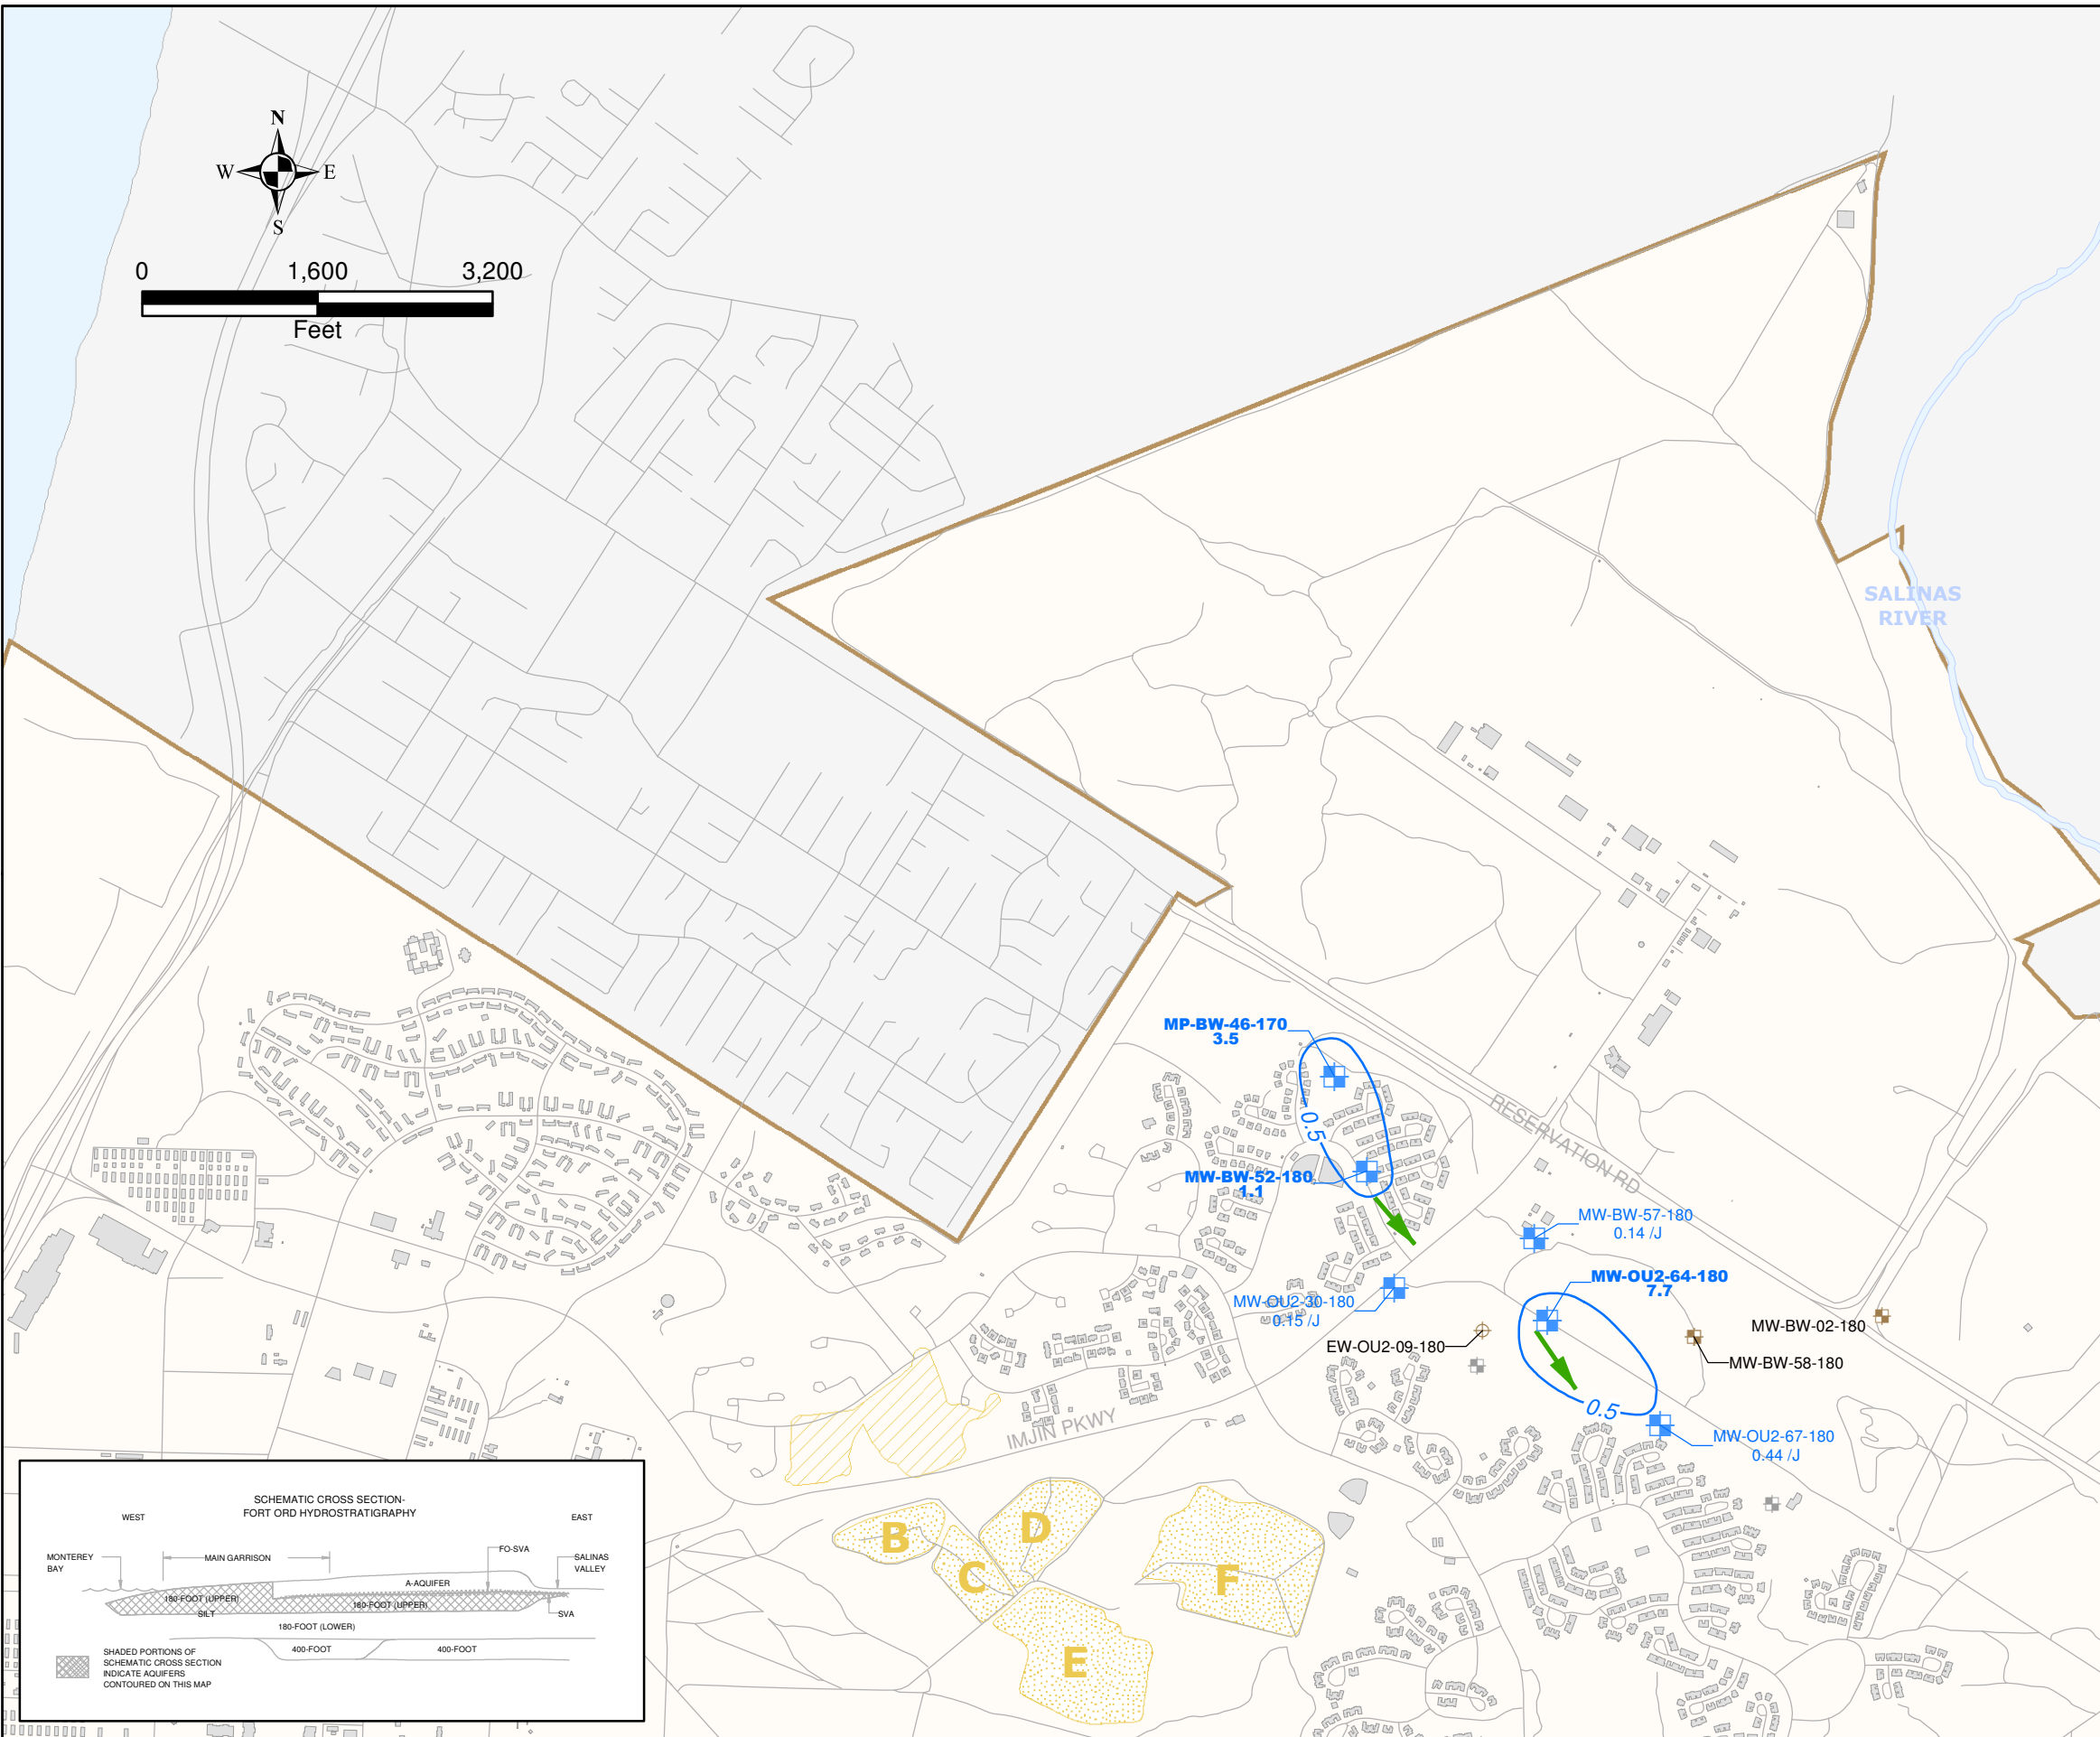 N
W E
S
0 1,600 3,200
Feet
SALINAS
RIVER
MP-BW-46-170
3.5
0.5
RESERVATION RD
MW-BW-52-180
1.1
MW-BW-57-180
0.14 /J
MW-OU2-64-180
7.7
MW-OU2-30-180
0.15 /J
MW-BW-02-180
EW-OU2-09-180
MW-BW-58-180
0.5
IMJIN PKWY
MW-OU2-67-180
0.44 /J
B
D
C
F
E
SCHEMATIC CROSS SECTION-
FORT ORD HYDROSTRATIGRAPHY
WEST EAST
FO-SVA
MONTEREY
BAY
MAIN GARRISON
SALINAS
VALLEY
A-AQUIFER
180-FOOT (UPPER)
180-FOOT (UPPER)
SILT
SVA
180-FOOT (LOWER)
400-FOOT 400-FOOT
SHADED PORTIONS OF
SCHEMATIC CROSS SECTION
INDICATE AQUIFERS
CONTOURED ON THIS MAP